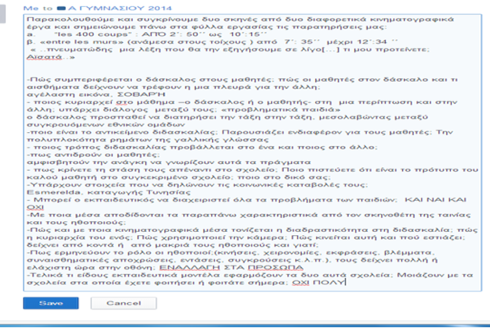 Me to Α ΓΥΜΝΑΣΙΟΥ 2014
Παρακολουθούμε και συγκρίνουμε δυο σκηνές από δυο διαφορετικά κινηματογραφικά
έργα και σημειώνουμε πάνω στα φύλλα εργασίας τις παρατηρήσεις μας:
a. "les 400 coups" : ΑΠΌ 2': 50'' ως 10':15''
β. «entre les murs» (ανάμεσα στους τοίχους ) από 7': 35'' μέχρι 12':34 ''
« ..πνευματώδης μια λέξη που θα την εξηγήσουμε σε λίγο[…] τι μου προτείνετε;
Αϊσατά..»
-Πώς συμπεριφέρεται ο δάσκαλος στους μαθητές; πώς οι μαθητές στον δάσκαλο και τι
αισθήματα δείχνουν να τρέφουν η μια πλευρά για την άλλη;
αγέλαστη εικόνα, ΣΟΒΑΡΉ
- ποιος κυριαρχεί στο μάθημα –ο δάσκαλος ή ο μαθητής- στη μια περίπτωση και στην
άλλη; υπάρχει διάλογος μεταξύ τους; «προβληματικά παιδιά»
ο δάσκαλος προσπαθεί να διατηρήσει την τάξη στην τάξη, μεσολαβώντας μεταξύ
συγκρουομένων εθνικών ομάδων
-ποιο είναι το αντικείμενο διδασκαλίας; Παρουσιάζει ενδιαφέρον για τους μαθητές; Την
πολυπλοκότητα ρημάτων της γαλλικής γλώσσας
- ποιος τρόπος διδασκαλίας προβάλλεται στο ένα και ποιος στο άλλο;
-πως αντιδρούν οι μαθητές;
αμφισβητούν την ανάγκη να γνωρίζουν αυτά τα πράγματα
- πως κρίνετε τη στάση τους απέναντι στο σχολείο; Ποιο πιστεύετε ότι είναι το πρότυπο του
καλού μαθητή στο συγκεκριμένο σχολείο; ποιο στο δικό σας;
-Υπάρχουν στοιχεία που να δηλώνουν τις κοινωνικές καταβολές τους;
Esmerelda, καταγωγής Τυνησίας
- Μπορεί ο εκπαιδευτικός να διαχειριστεί όλα τα προβλήματα των παιδιών; ΚΑΙ ΝΑΙ ΚΑΙ
ΟΧΙ
-Με ποια μέσα αποδίδονται τα παραπάνω χαρακτηριστικά από τον σκηνοθέτη της ταινίας
και τους ηθοποιούς;
-Πώς και με ποια κινηματογραφικά μέσα τονίζεται η διαδραστικότητα στη διδασκαλία; πώς
η κυριαρχία του ενός; Πώς χρησιμοποιεί την κάμερα; Πώς κινείται αυτή και πού εστιάζει;
δείχνει από κοντά ή από μακριά τους ηθοποιούς και γιατί;
-Πως ερμηνεύουν το ρόλο οι ηθοποιοί;(κινήσεις, χειρονομίες, εκφράσεις, βλέμματα,
συναισθηματικές αποχρώσεις, εντάσεις, συγκρούσεις κ.λ.π.), τους δείχνει πολλή ή
ελάχιστη ώρα στην οθόνη; ΕΝΑΛΛΑΓΗ ΣΤΑ ΠΡΟΣΩΠΑ
-Τελικά τι είδους εκπαιδευτικά μοντέλα εφαρμόζουν τα δυο αυτά σχολεία; Μοιάζουν με τα
σχολεία στα οποία έχετε φοιτήσει ή φοιτάτε σήμερα; ΟΧΙ ΠΟΛΥ
Save Cancel